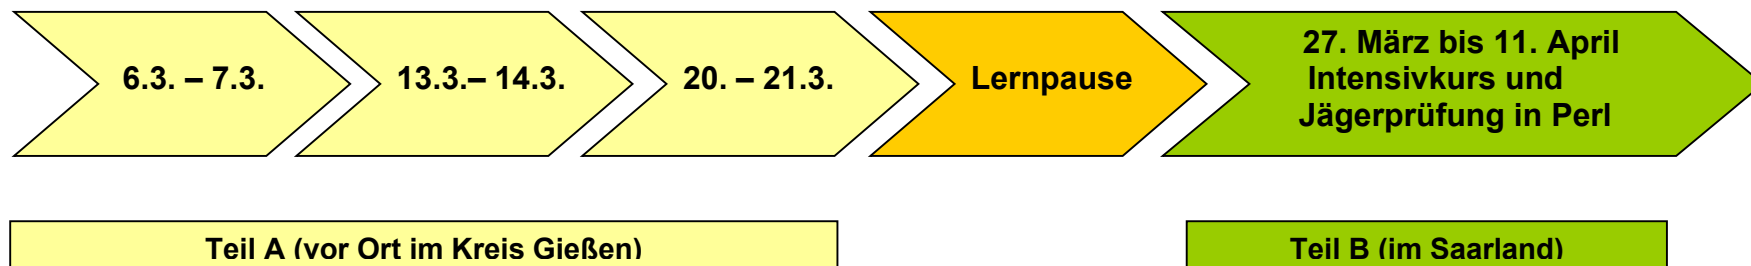 6.3. – 7.3.
13.3.– 14.3.
20. – 21.3.
Lernpause
27. März bis 11. April
Intensivkurs und
Jägerprüfung in Perl
Teil A (vor Ort im Kreis Gießen)
Teil B (im Saarland)